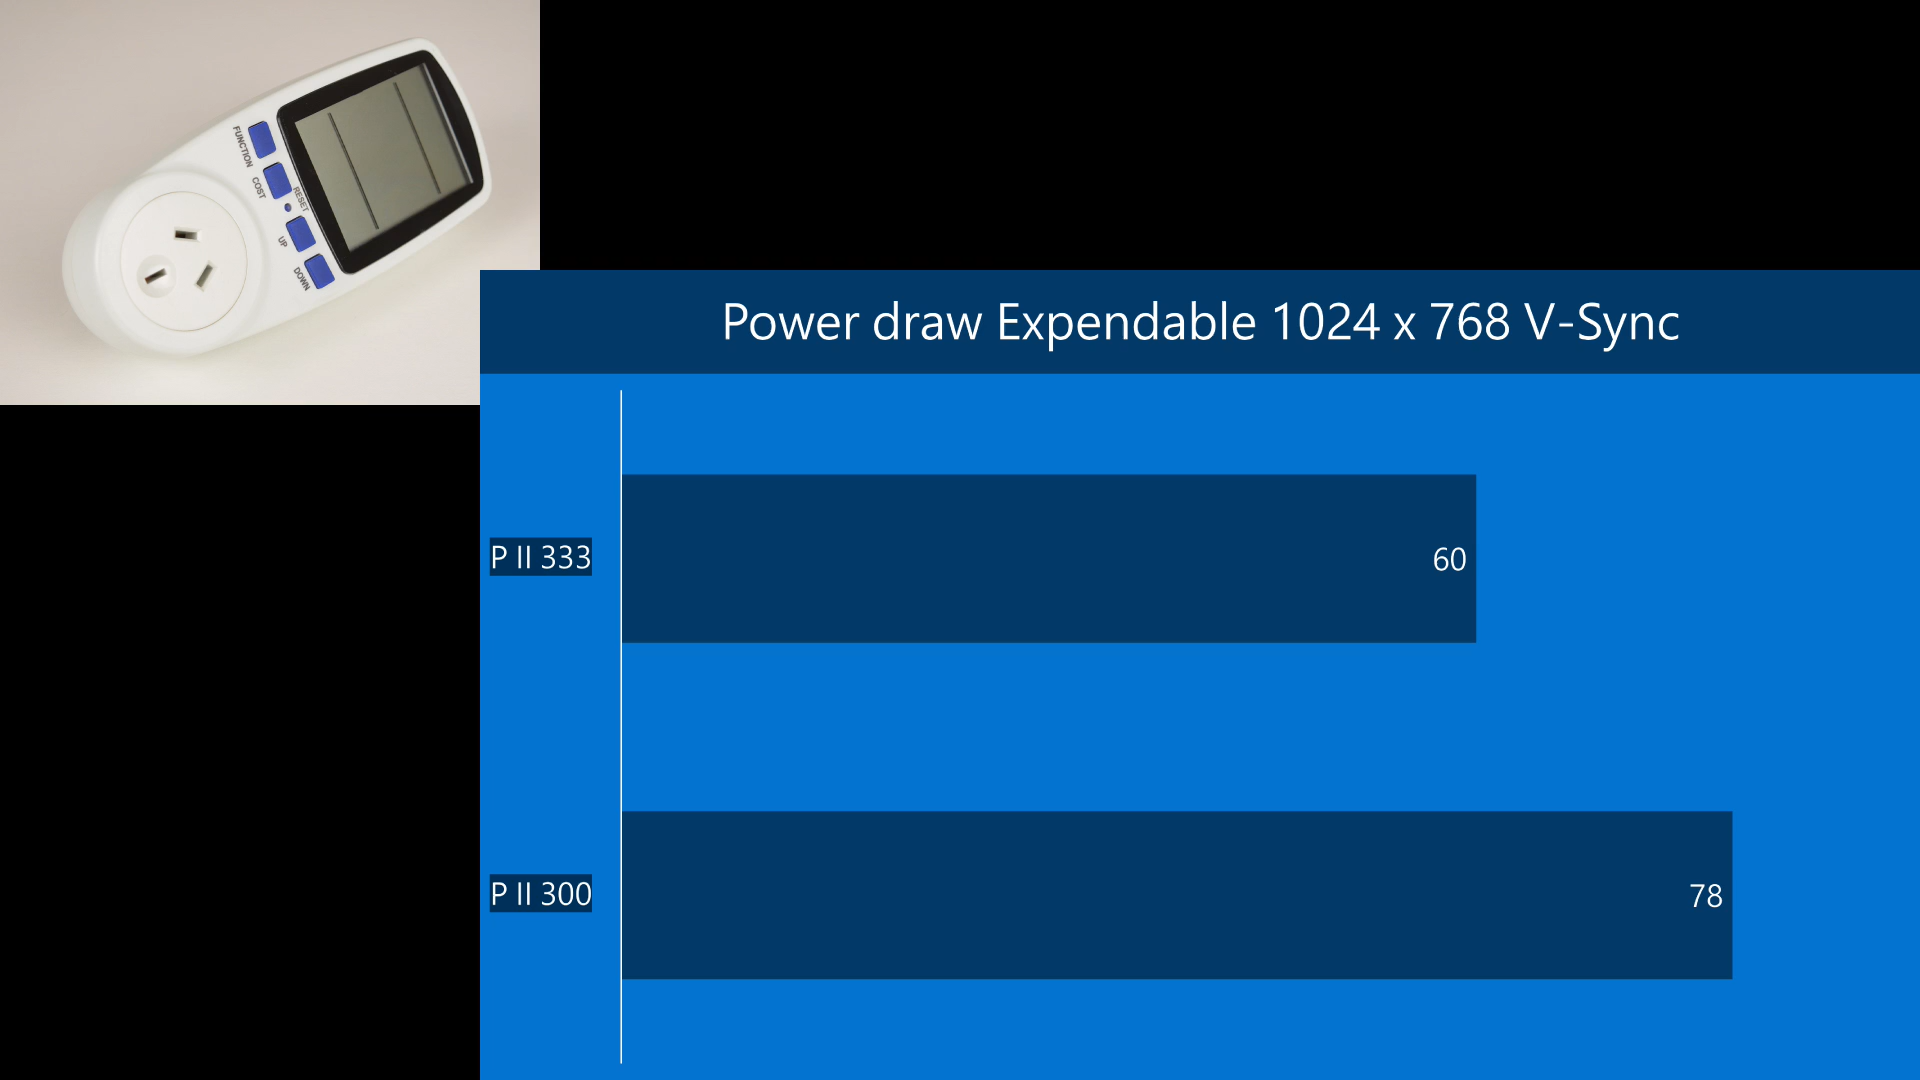 FUNCTION
COST
RESET
UP
DOWN
Power draw Expendable 1024 x 768 V-Sync
P II 333
60
P II 300
78